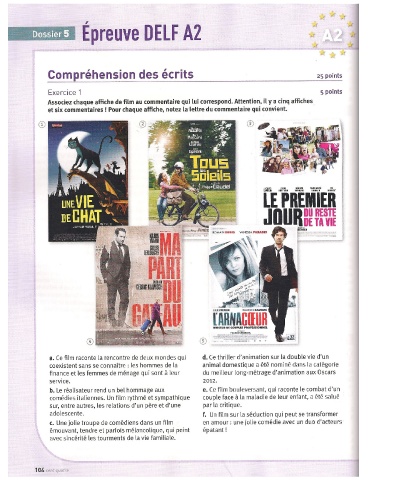 Dossier 5 Épreuve DELF A2
A2
Compréhension des écrits
25 points
Exercice 1
5 points
Associez chaque affiche de film au commentaire qui lui correspond. Attention, il y a cinq affiches
et six commentaires ! Pour chaque affiche, notez la lettre du commentaire qui convient.
1
UNE VIE
DE CHAT
2
Tous
les
Soleils
PHILIPPE CLAUDEL
3
LE PREMIER
JOUR DU RESTE
DE TA VIE
MA
PART
DU
GÂTEAU
4
ROMAIN DURIS VANESSA PARADIS
L'ARNACŒUR
5
a. Ce film raconte la rencontre de deux mondes qui
coexistent sans se connaître : les hommes de la
finance et les femmes de ménage qui sont à leur
service.
b. Le réalisateur rend un bel hommage aux
comédies italiennes. Un film rythmé et sympathique
sur, entre autres, les relations d'un père et d'une
adolescente.
c. Une jolie troupe de comédiens dans un film
émouvant, tendre et parfois mélancolique, qui peint
avec sincérité les tourments de la vie familiale.
d. Ce thriller d'animation sur la double vie d'un
animal domestique a été nominé dans la catégorie
du meilleur long-métrage d'animation aux Oscars
2012.
e. Ce film bouleversant, qui raconte le combat d'un
couple face à la maladie de leur enfant, a été salué
par la critique.
f. Un film sur la séduction qui peut se transformer
en amour : une jolie comédie avec un duo d'acteurs
épatant !
104 cent quatre